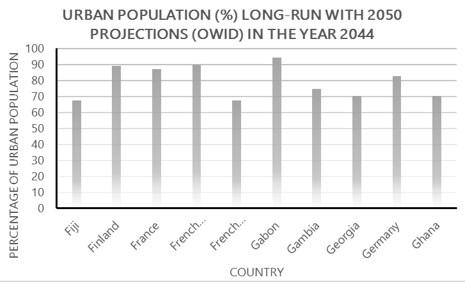 URBAN POPULATION (%) LONG-RUN WITH 2050
PROJECTIONS (OWID) IN THE YEAR 2044
PERCENTAGE OF URBAN POPULATION
100
90
80
70
60
50
40
30
20
10
0
Fiji
Finland
France
French...
French...
Gabon
Gambia
Georgia
Germany
Ghana
COUNTRY